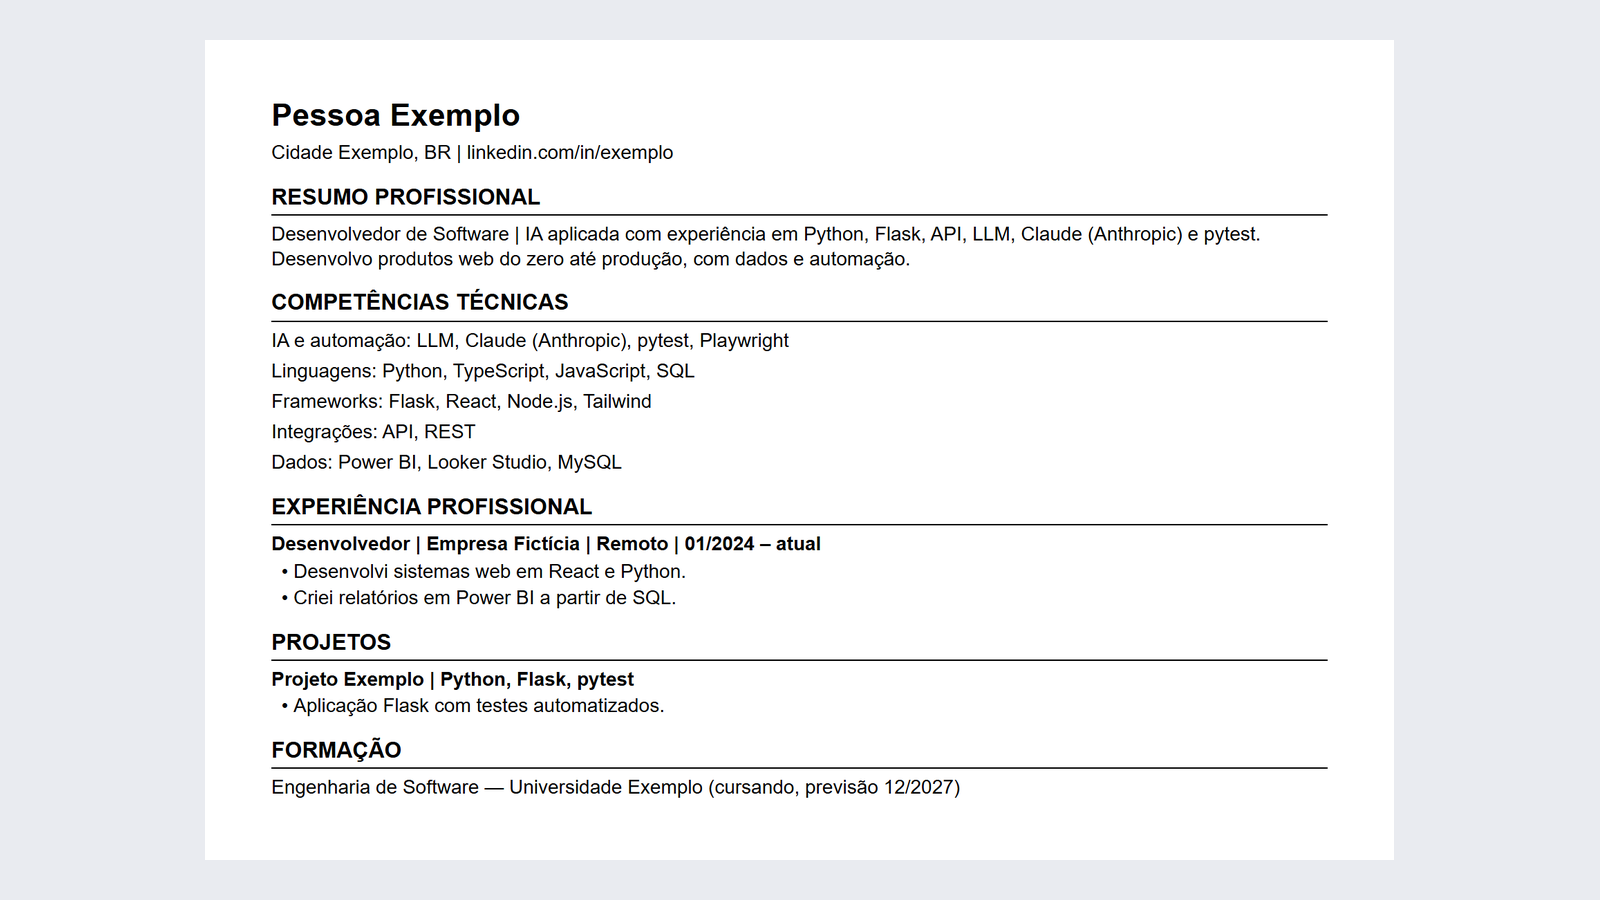 Pessoa Exemplo
Cidade Exemplo, BR | linkedin.com/in/exemplo
RESUMO PROFISSIONAL
Desenvolvedor de Software | IA aplicada com experiência em Python, Flask, API, LLM, Claude (Anthropic) e pytest.
Desenvolvo produtos web do zero até produção, com dados e automação.
COMPETÊNCIAS TÉCNICAS
IA e automação: LLM, Claude (Anthropic), pytest, Playwright
Linguagens: Python, TypeScript, JavaScript, SQL
Frameworks: Flask, React, Node.js, Tailwind
Integrações: API, REST
Dados: Power BI, Looker Studio, MySQL
EXPERIÊNCIA PROFISSIONAL
Desenvolvedor | Empresa Fictícia | Remoto | 01/2024 – atual
• Desenvolvi sistemas web em React e Python.
• Criei relatórios em Power BI a partir de SQL.
PROJETOS
Projeto Exemplo | Python, Flask, pytest
• Aplicação Flask com testes automatizados.
FORMAÇÃO
Engenharia de Software — Universidade Exemplo (cursando, previsão 12/2027)